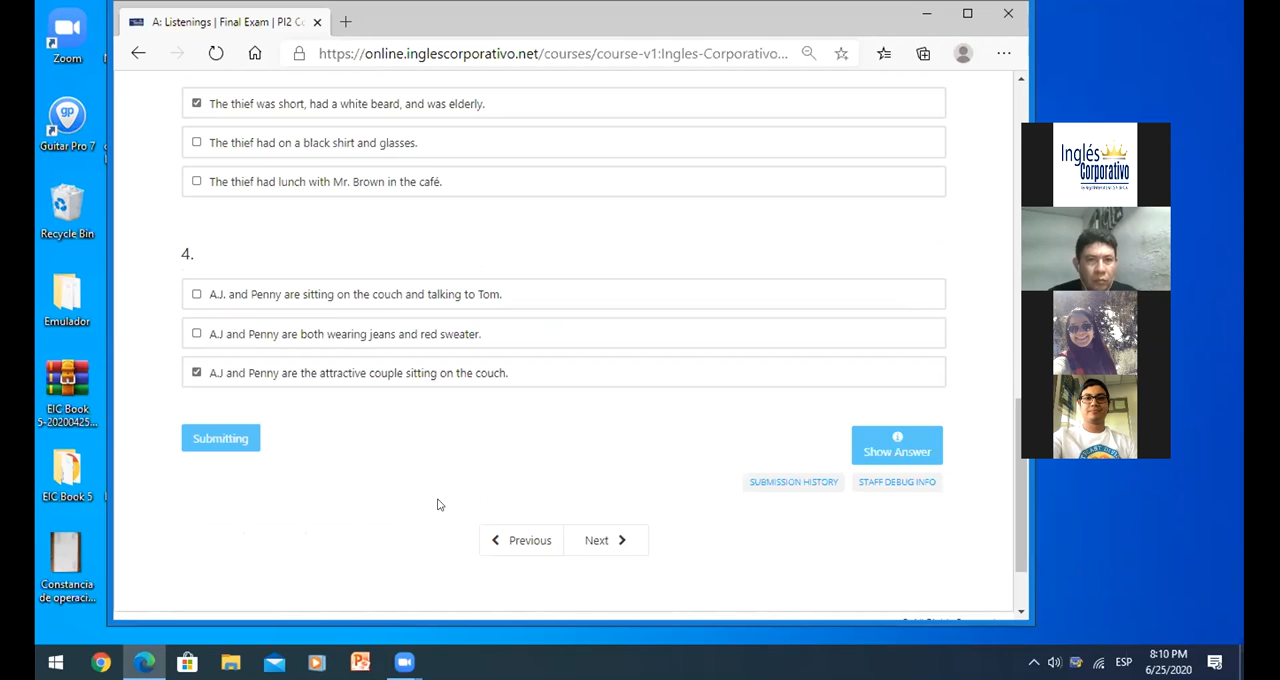 Zoom
Guitar Pro 7
Recycle Bin
Emulador
EIC Book
5-20200425...
EIC Book 5
Constancia
de operaci...
A: Listenings | Final Exam | PI2 Co
https://online.inglescorporativo.net/courses/course-v1:Ingles-Corporativo...
The thief was short, had a white beard, and was elderly.
The thief had on a black shirt and glasses.
The thief had lunch with Mr. Brown in the café.
4.
A.J. and Penny are sitting on the couch and talking to Tom.
A.J and Penny are both wearing jeans and red sweater.
A.J and Penny are the attractive couple sitting on the couch.
Submitting
Show Answer
SUBMISSION HISTORY
STAFF DEBUG INFO
Previous
Next
Inglés
Corporativo
ESP
8:10 PM
6/25/2020